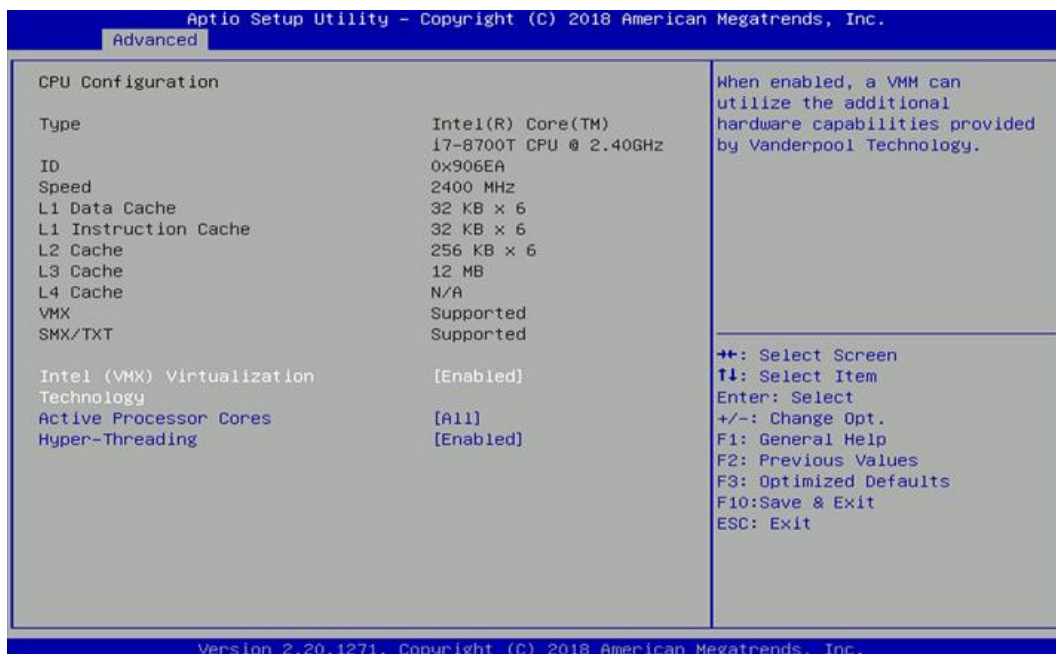 Aptio Setup Utility – Copyright (C) 2018 American Megatrends, Inc.
Advanced
CPU Configuration
Type Intel(R) Core(TM)
i7-8700T CPU @ 2.40GHz
ID 0x906EA
Speed 2400 MHz
L1 Data Cache 32 KB x 6
L1 Instruction Cache 32 KB x 6
L2 Cache 256 KB x 6
L3 Cache 12 MB
L4 Cache N/A
VMX Supported
SMX/TXT Supported
Intel (VMX) Virtualization [Enabled]
Technology
Active Processor Cores [All]
Hyper-Threading [Enabled]
When enabled, a VMM can
utilize the additional
hardware capabilities provided
by Vanderpool Technology.
→←: Select Screen
↑↓: Select Item
Enter: Select
+/-: Change Opt.
F1: General Help
F2: Previous Values
F3: Optimized Defaults
F10:Save & Exit
ESC: Exit
Version 2.20.1271. Copyright (C) 2018 American Megatrends, Inc.